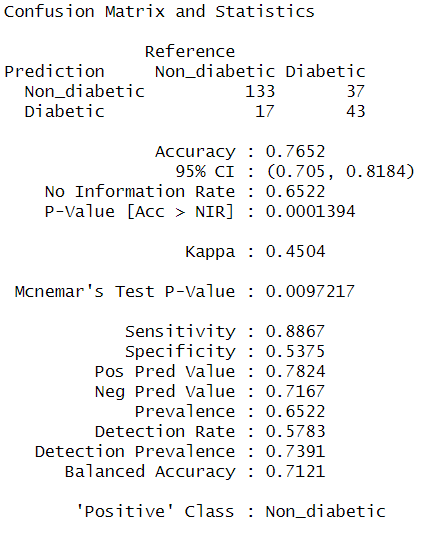 Confusion Matrix and Statistics
Reference
Prediction Non_diabetic Diabetic
Non_diabetic 133 37
Diabetic 17 43
Accuracy : 0.7652
95% CI : (0.705, 0.8184)
No Information Rate : 0.6522
P-Value [Acc > NIR] : 0.0001394
Kappa : 0.4504
Mcnemar's Test P-Value : 0.0097217
Sensitivity : 0.8867
Specificity : 0.5375
Pos Pred Value : 0.7824
Neg Pred Value : 0.7167
Prevalence : 0.6522
Detection Rate : 0.5783
Detection Prevalence : 0.7391
Balanced Accuracy : 0.7121
'Positive' Class : Non_diabetic